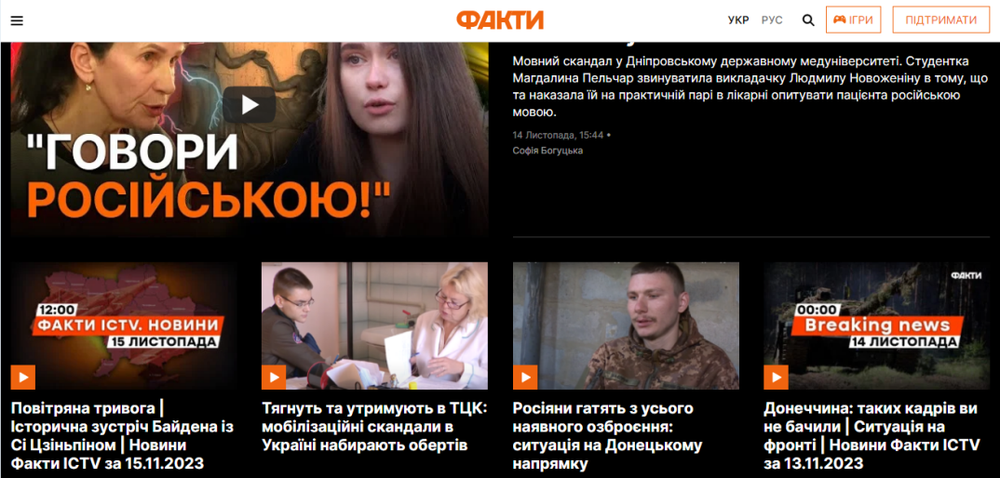 ФАКТИ
УКР РУС ІГРИ ПІДТРИМАТИ
"ГОВОРИ
РОСІЙСЬКОЮ!"
Мовний скандал у Дніпровському державному медуніверситеті. Студентка
Магдалина Пельчар звинуватила викладачку Людмилу Новоженіну в тому, що
та наказала їй на практичній парі в лікарні опитувати пацієнта російською
мовою.
14 Листопада, 15:44 •
Софія Богуцька
12:00
ФАКТИ ICTV. НОВИНИ
15 ЛИСТОПАДА
Повітряна тривога |
Історична зустріч Байдена із
Сі Цзіньпіном | Новини
Факти ICTV за 15.11.2023
Тягнуть та утримують в ТЦК:
мобілізаційні скандали в
Україні набирають обертів
Росіяни гатять з усього
наявного озброєння:
ситуація на Донецькому
напрямку
ФАКТИ
00:00
Breaking news
14 ЛИСТОПАДА
Донеччина: таких кадрів ви
не бачили | Ситуація на
фронті | Новини Факти ICTV
за 13.11.2023